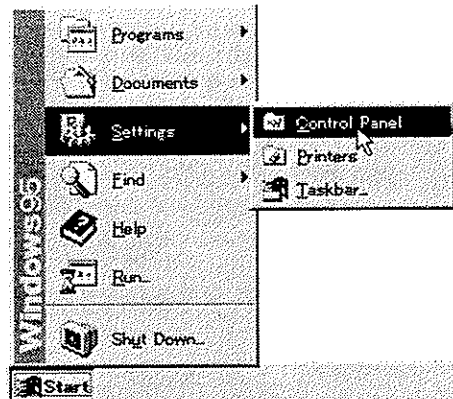 Programs
Documents
Settings
Control Panel
Printers
Taskbar...
Find
Help
Run...
Shut Down...
Windows95
Start